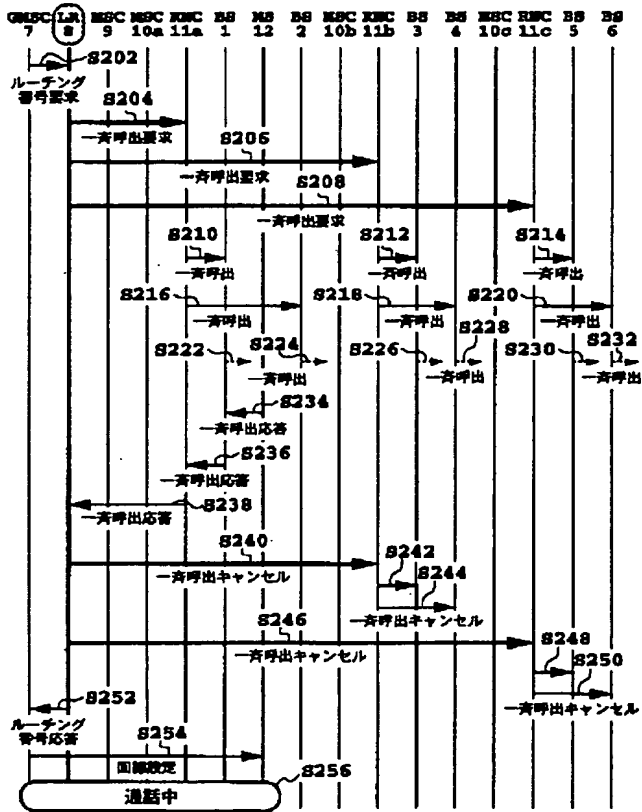 GMSC LR MSC MSC RNC BS MS BS MSC RNC BS BS MSC RNC BS BS
7 8 9 10a 11a 1 12 2 10b 11b 3 4 10c 11c 5 6
S202
ルーチング
番号要求
S204
一斉呼出要求
S206
一斉呼出要求
S208
一斉呼出要求
S210 S212 S214
一斉呼出 一斉呼出 一斉呼出
S216 S218 S220
一斉呼出 一斉呼出 一斉呼出
S222 S224 S226 S228 S230 S232
一斉呼出 一斉呼出 一斉呼出
S234
一斉呼出応答
S236
一斉呼出応答
S238
一斉呼出応答
S240
一斉呼出キャンセル
S242
S244
一斉呼出キャンセル
S246
一斉呼出キャンセル
S248
S250
一斉呼出キャンセル
S252
ルーチング
番号応答
S254
回線設定
S256
通話中